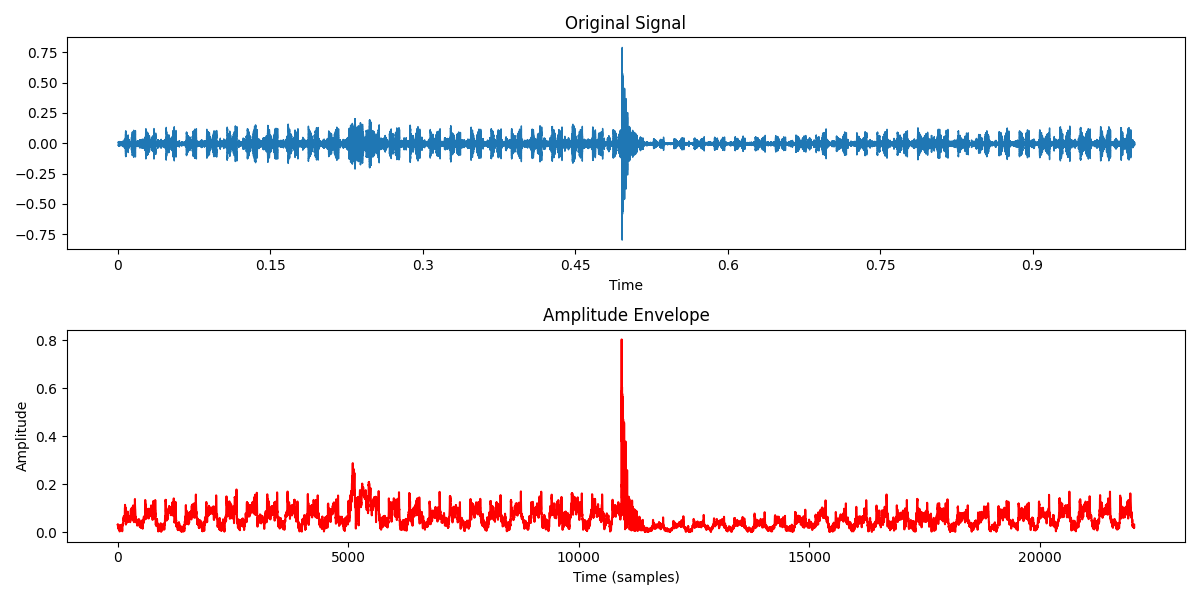 Original Signal
0.75
0.50
0.25
0.00
−0.25
−0.50
−0.75
0 0.15 0.3 0.45 0.6 0.75 0.9
Time
Amplitude Envelope
0.8
0.6
0.4
0.2
0.0
Amplitude
0 5000 10000 15000 20000
Time (samples)